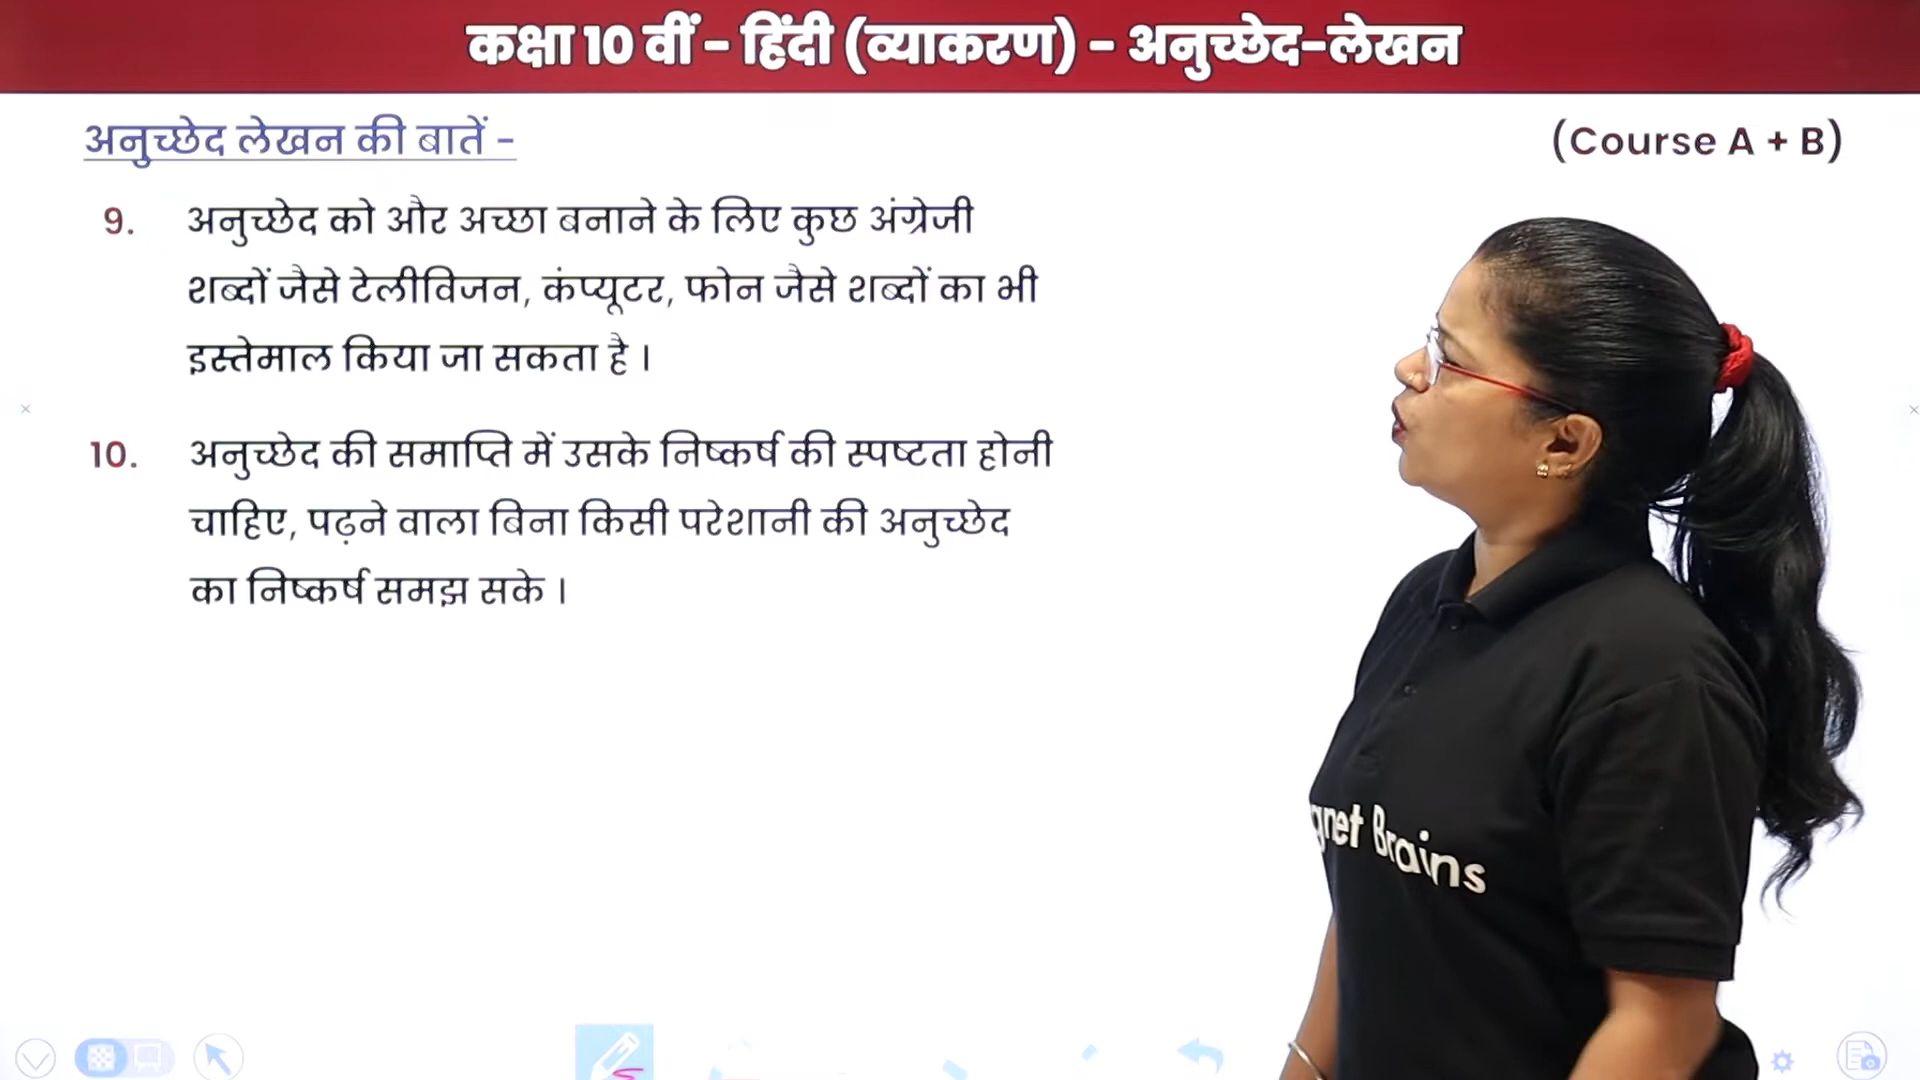 कक्षा 10 वीं - हिंदी (व्याकरण) - अनुच्छेद-लेखन
अनुच्छेद लेखन की बातें -
(Course A + B)
9. अनुच्छेद को और अच्छा बनाने के लिए कुछ अंग्रेजी
शब्दों जैसे टेलीविजन, कंप्यूटर, फोन जैसे शब्दों का भी
इस्तेमाल किया जा सकता है ।
10. अनुच्छेद की समाप्ति में उसके निष्कर्ष की स्पष्टता होनी
चाहिए, पढ़ने वाला बिना किसी परेशानी की अनुच्छेद
का निष्कर्ष समझ सके ।
gnet Brains